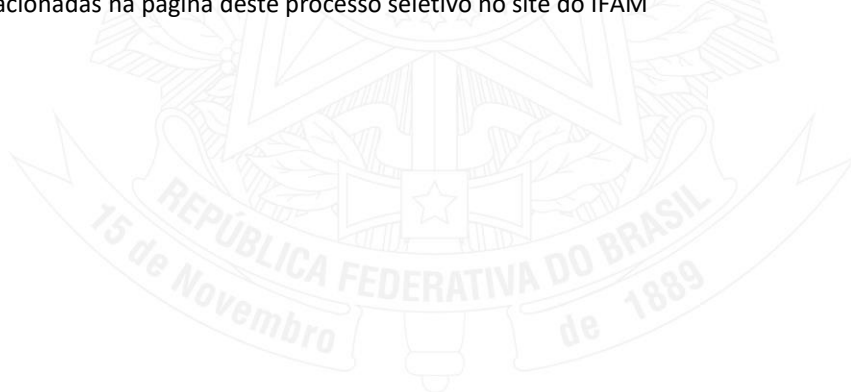 acionadas na página deste processo seletivo no site do IFAM
REPÚBLICA FEDERATIVA DO BRASIL
15 de Novembro de 1889